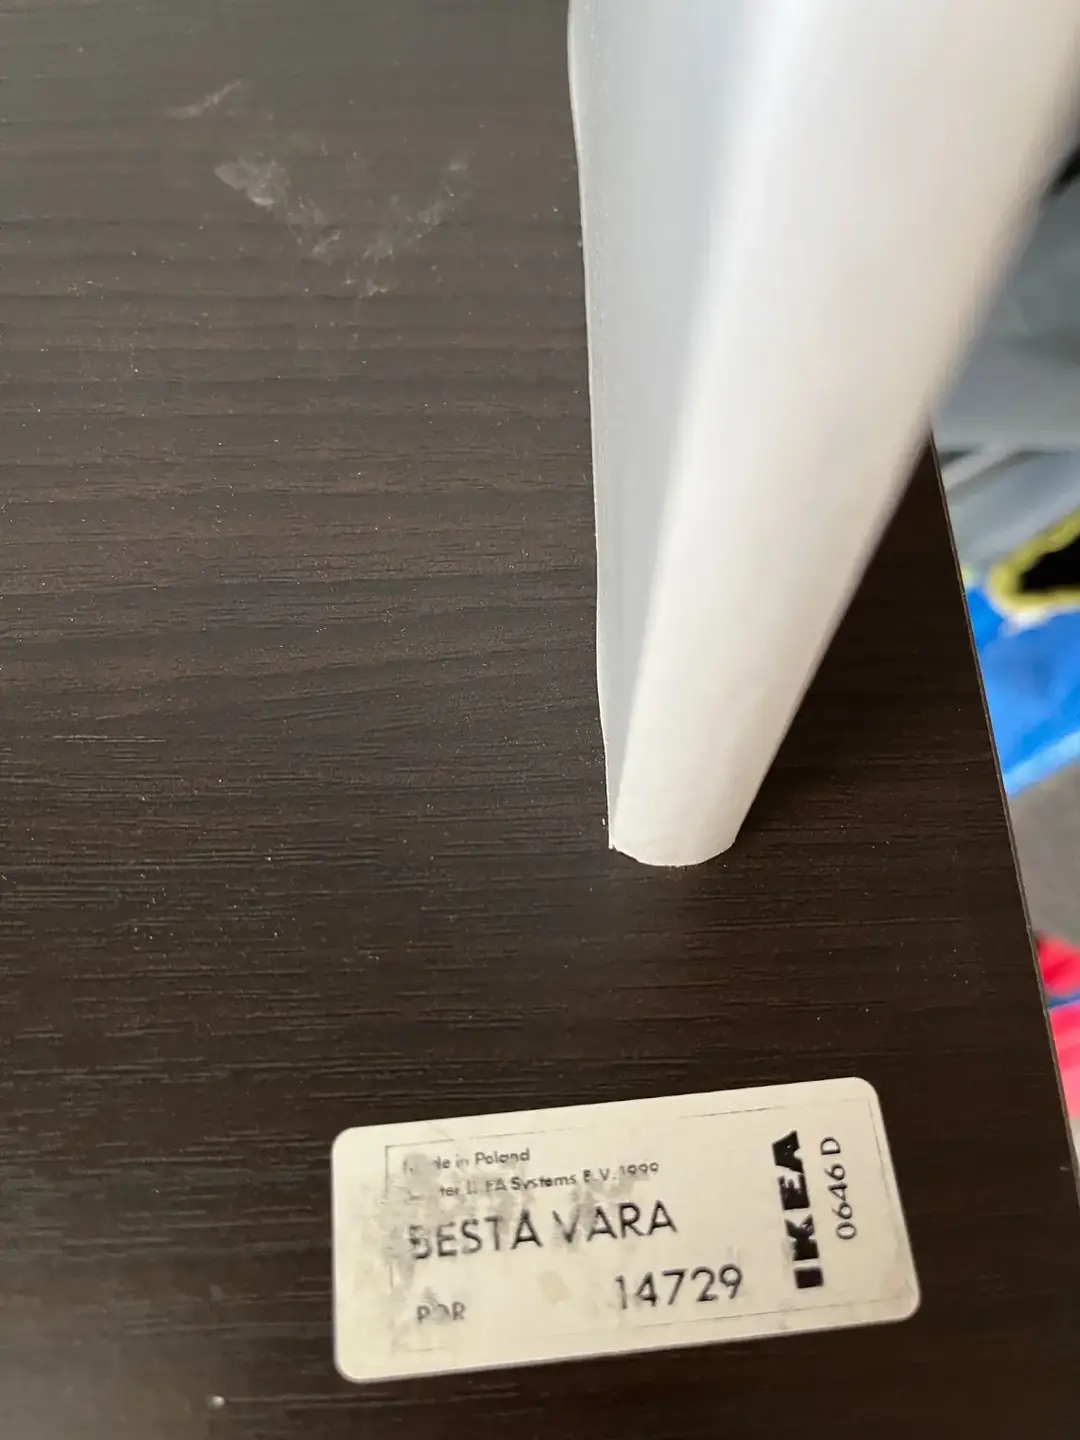 in Poland
Systems B.V. 1999
BESTA VARA
14729
IKEA
0646 D